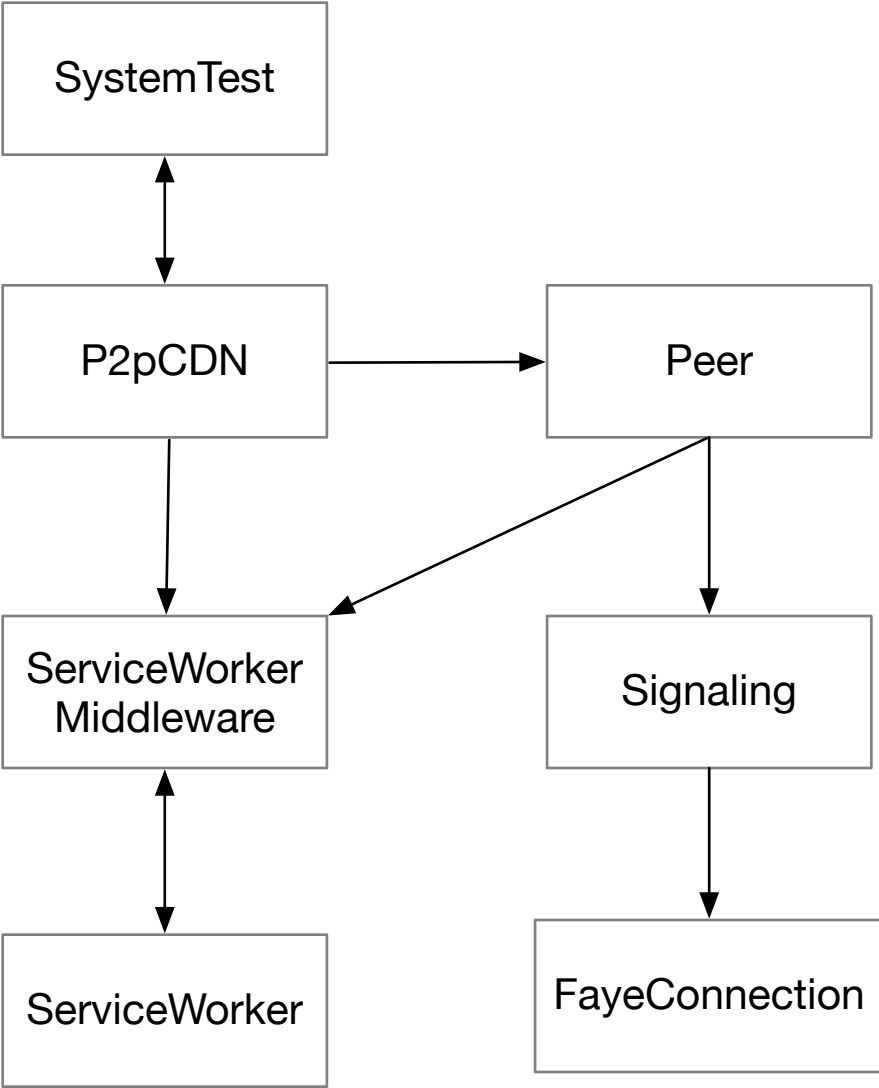 SystemTest
P2pCDN
Peer
ServiceWorker
Middleware
Signaling
ServiceWorker
FayeConnection